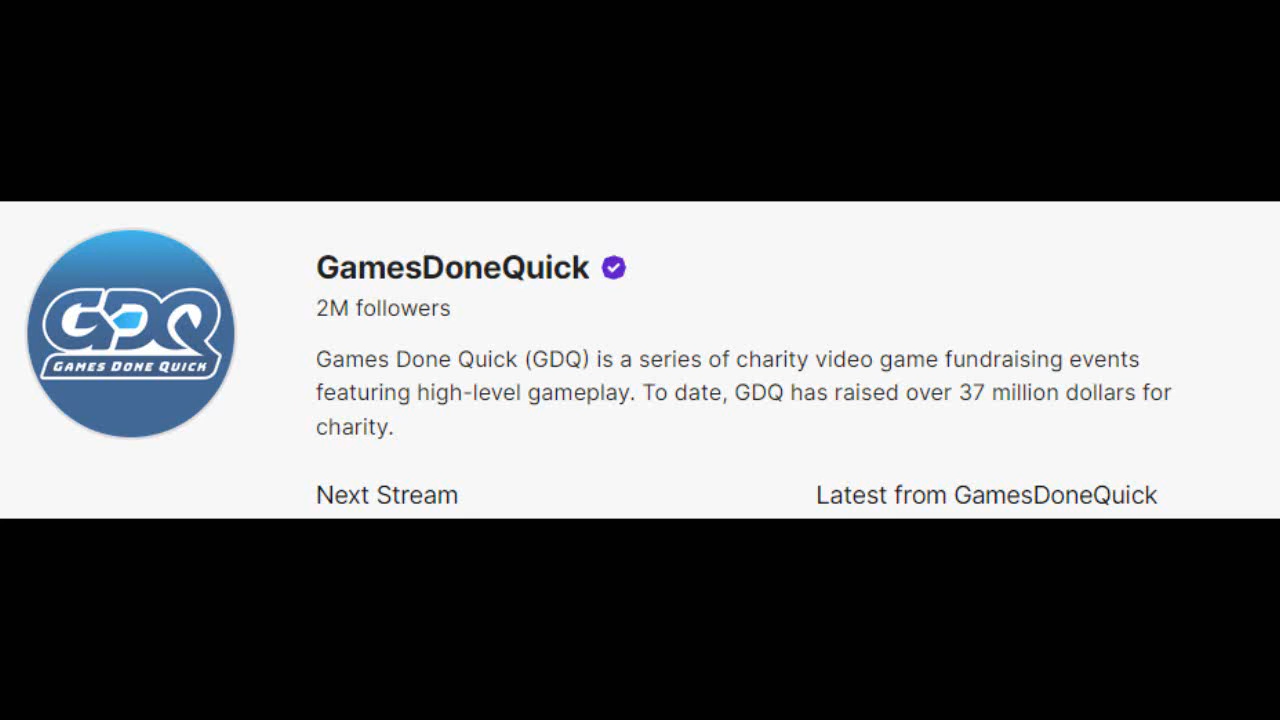 GDQ
GAMES DONE QUICK
GamesDoneQuick
2M followers
Games Done Quick (GDQ) is a series of charity video game fundraising events
featuring high-level gameplay. To date, GDQ has raised over 37 million dollars for
charity.
Next Stream
Latest from GamesDoneQuick